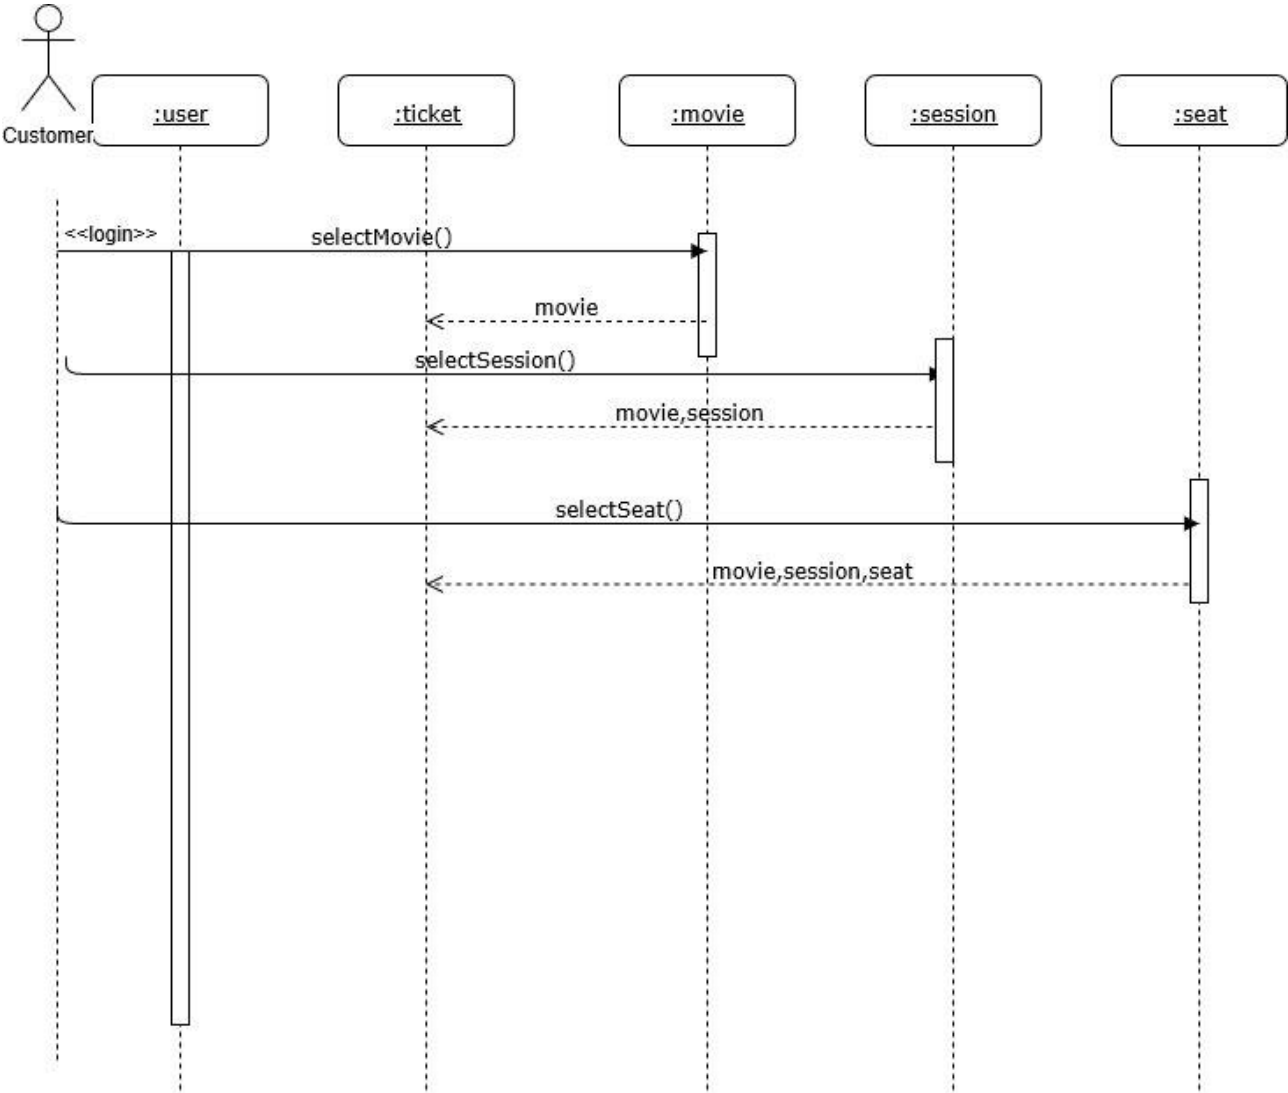 Customer
:user
:ticket
:movie
:session
:seat
<<login>>
selectMovie()
movie
selectSession()
movie,session
selectSeat()
movie,session,seat